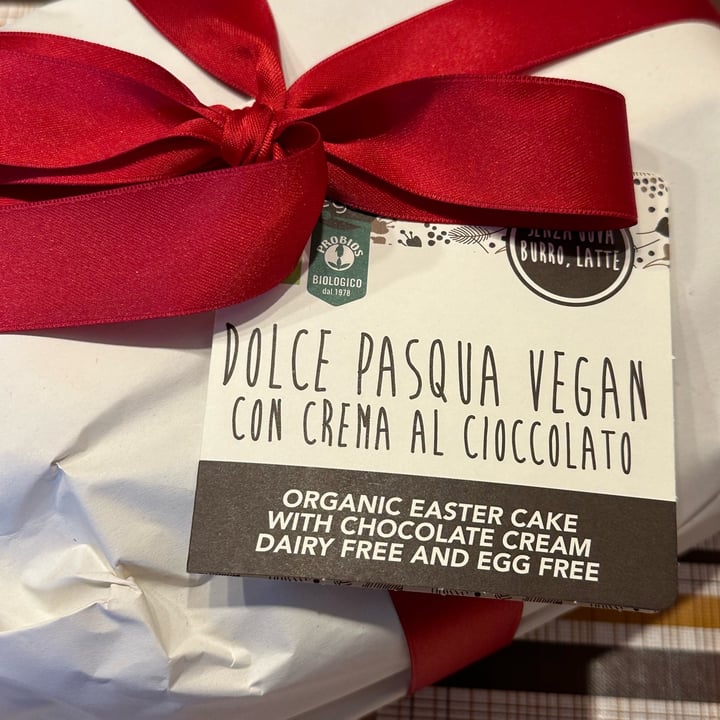 PROBIOS
BIOLOGICO
dal 1978
SENZA UOVA
BURRO, LATTE
DOLCE PASQUA VEGAN
CON CREMA AL CIOCCOLATO
ORGANIC EASTER CAKE
WITH CHOCOLATE CREAM
DAIRY FREE AND EGG FREE